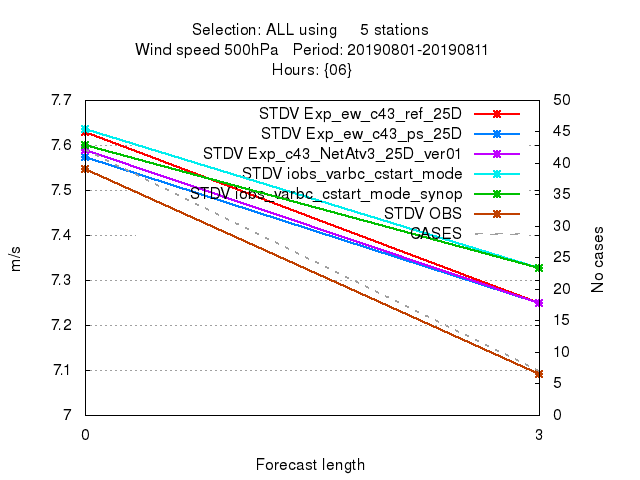 Selection: ALL using 5 stations
Wind speed 500hPa Period: 20190801-20190811
Hours: {06}
7.7
7.6
7.5
7.4
7.3
7.2
7.1
7
m/s
STDV Exp_ew_c43_ref_25D
STDV Exp_ew_c43_ps_25D
STDV Exp_c43_NetAtv3_25D_ver01
STDV iobs_varbc_cstart_mode
STDV iobs_varbc_cstart_mode_synop
STDV OBS
CASES
50
45
40
35
30
25
20
15
10
5
0
No cases
0 3
Forecast length